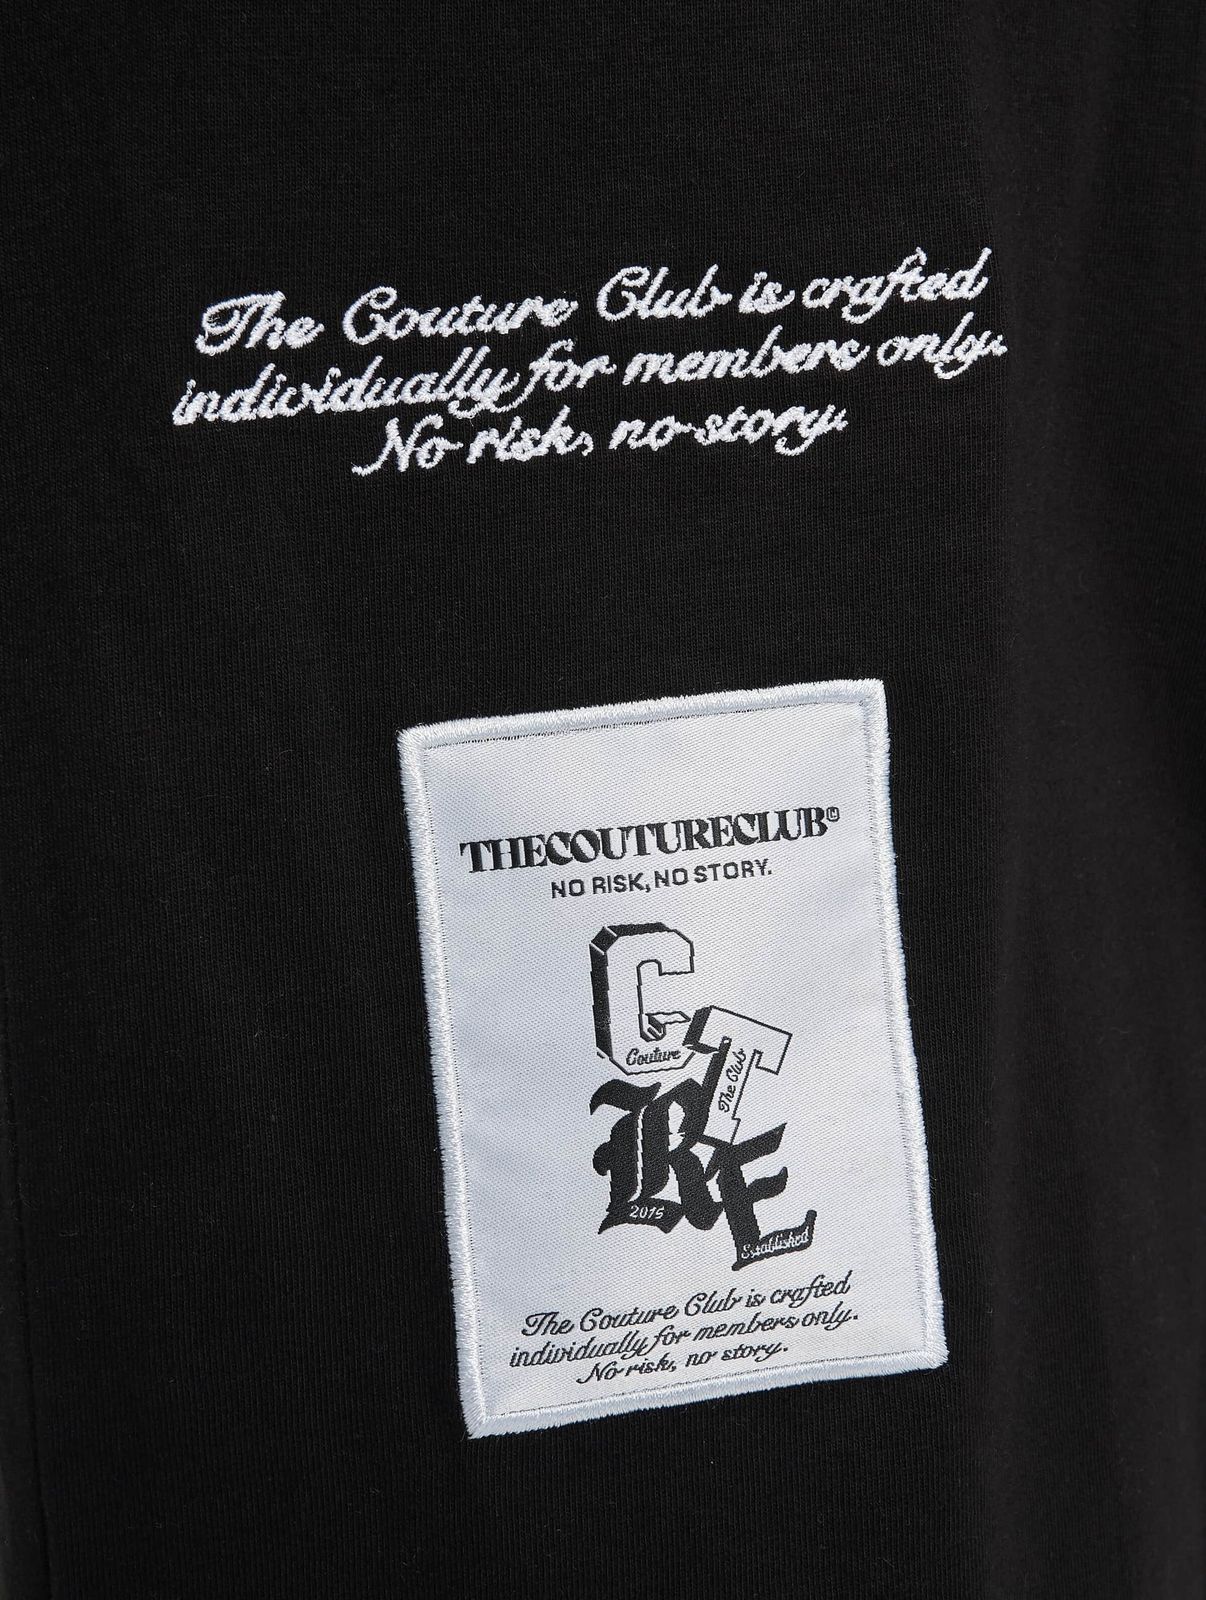 The Couture Club is crafted
individually for members only.
No risk, no story.
THECOUTURECLUB®
NO RISK, NO STORY.
C
Couture
T
The Club
R
2015
E
Established
The Couture Club is crafted
individually for members only.
No risk, no story.